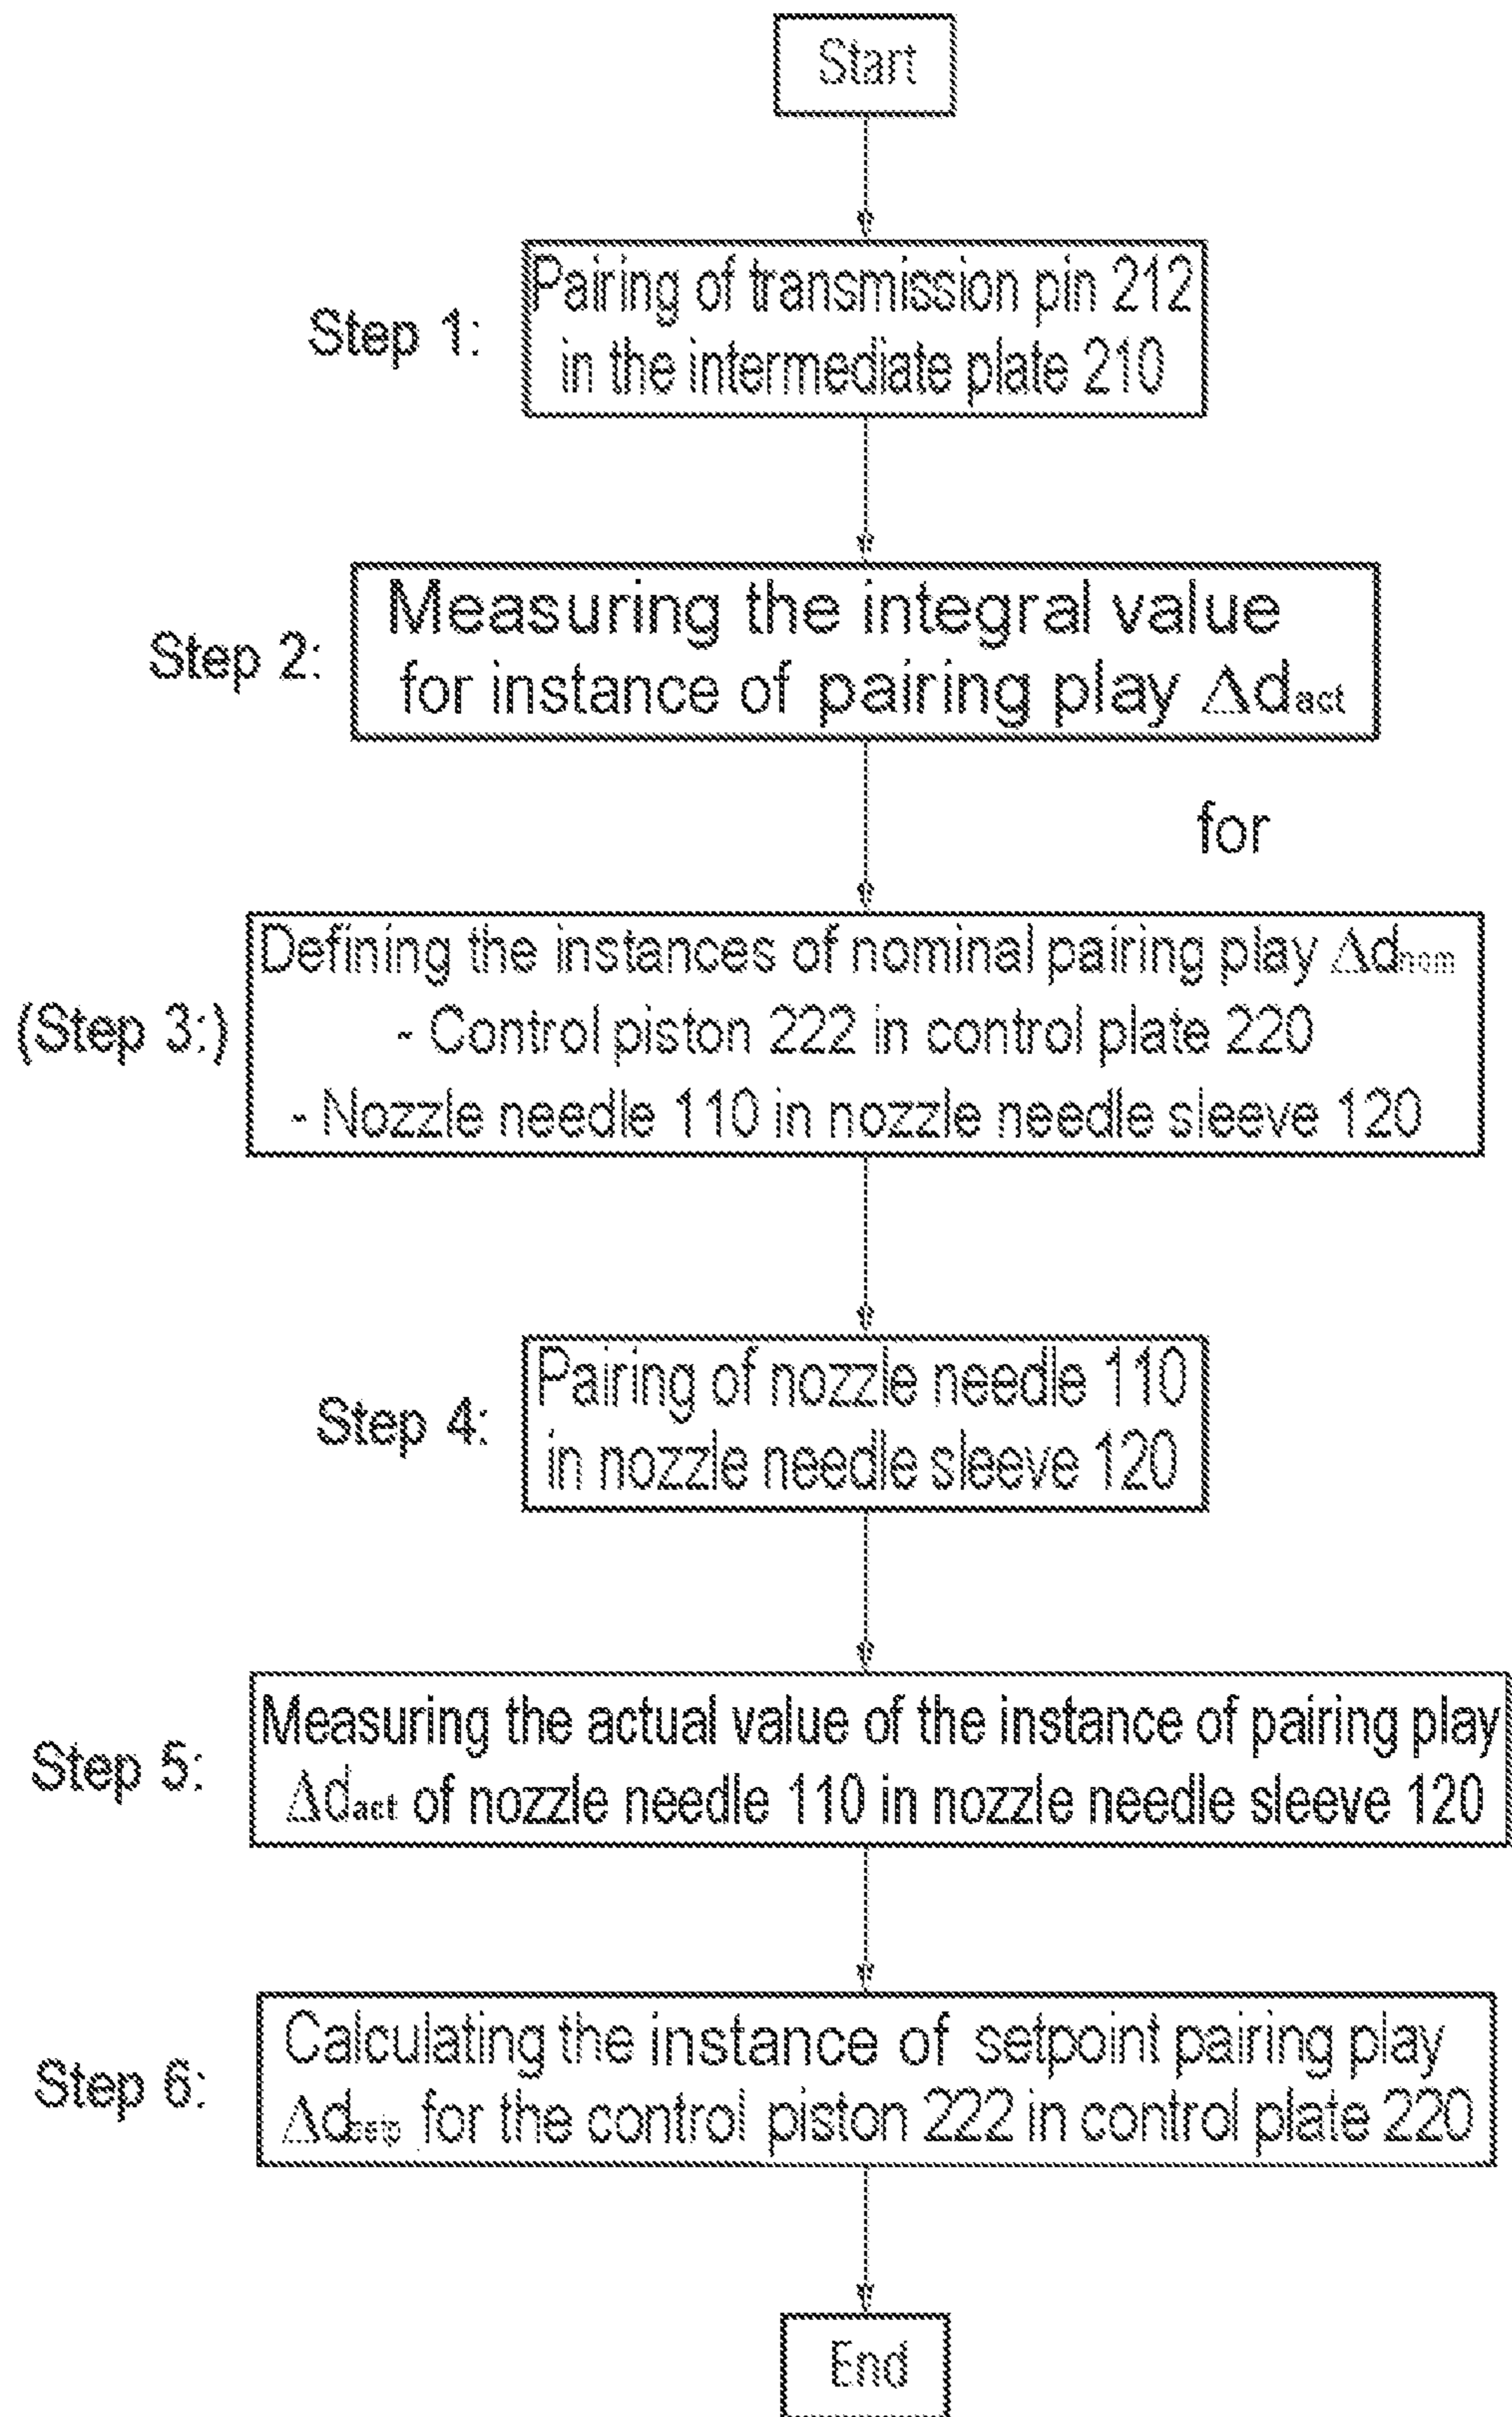 Start
Step 1:
Pairing of transmission pin 212
in the intermediate plate 210
Step 2:
Measuring the integral value
for instance of pairing play Δdact
for
(Step 3:)
Defining the instances of nominal pairing play Δdnom
- Control piston 222 in control plate 220
- Nozzle needle 110 in nozzle needle sleeve 120
Step 4:
Pairing of nozzle needle 110
in nozzle needle sleeve 120
Step 5:
Measuring the actual value of the instance of pairing play
Δdact of nozzle needle 110 in nozzle needle sleeve 120
Step 6:
Calculating the instance of setpoint pairing play
for the control piston 222 in control plate 220
End